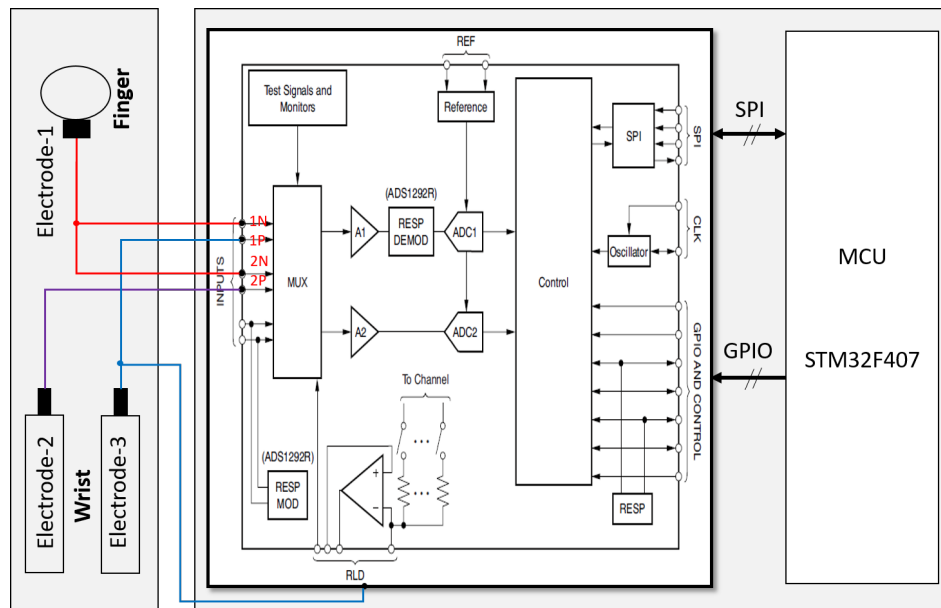 Finger
Electrode-1
Electrode-2
Wrist
Electrode-3
REF
Test Signals and
Monitors
Reference
SPI
SPI
SPI
(ADS1292R)
1N
1P
2N
2P
INPUTS
MUX
A1
RESP
DEMOD
ADC1
A2
ADC2
Control
Oscillator
CLK
MCU
STM32F407
GPIO
GPIO AND CONTROL
To Channel
(ADS1292R)
RESP
MOD
+
−
RESP
RLD